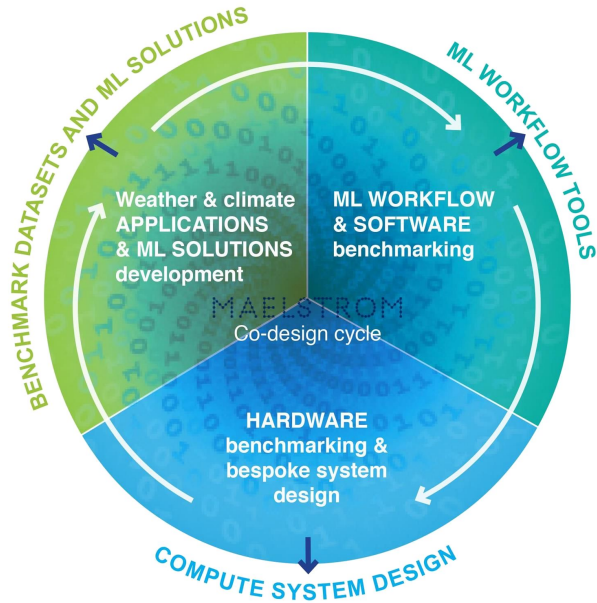 BENCHMARK DATASETS AND ML SOLUTIONS
ML WORKFLOW TOOLS
Weather & climate
APPLICATIONS
& ML SOLUTIONS
development
ML WORKFLOW
& SOFTWARE
benchmarking
MAELSTROM
Co-design cycle
HARDWARE
benchmarking &
bespoke system
design
COMPUTE SYSTEM DESIGN